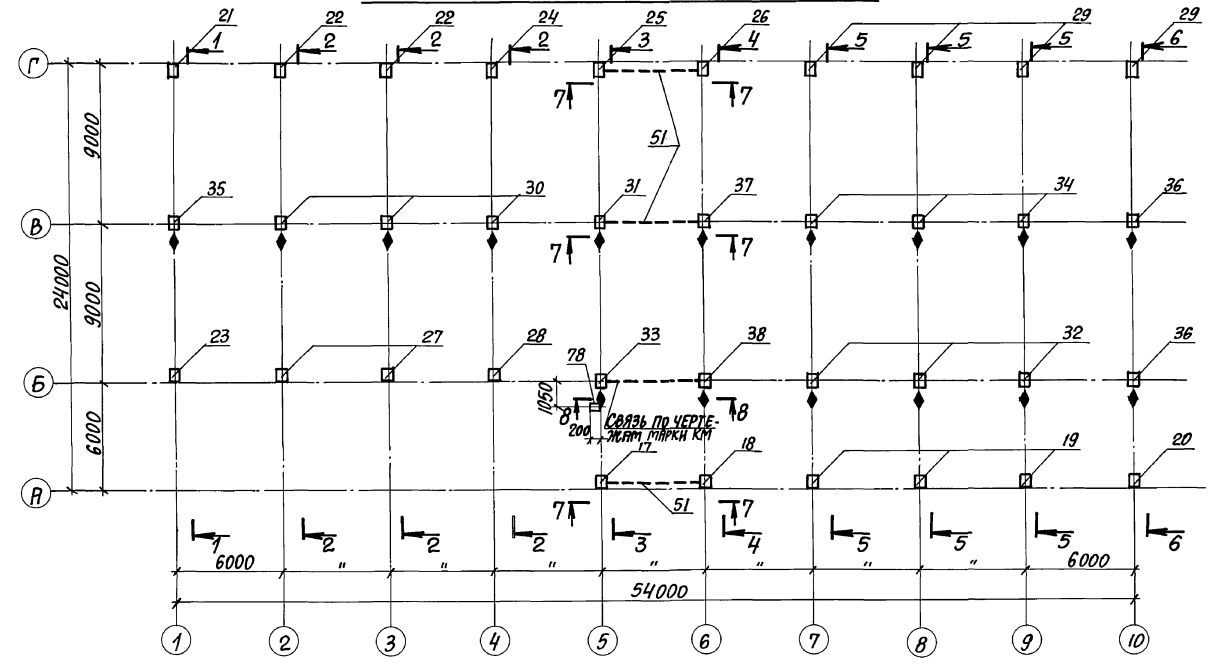 21 22 22 24 25 26 29 29
1 2 2 2 3 4 5 5 5 6
Г
7 7
9000
51
35 30 31 37 34 36
В
7 7
24000
9000
23 27 28 33 38 32 36
78
Б
1050
8 8
200
СВЯЗЬ ПО ЧЕРТЕ-
ЖАМ МАРКИ КМ
6000
17 18 19 20
А
51
7 7
1 2 2 2 3 4 5 5 5 6
6000 " " " " " " " 6000
54000
1 2 3 4 5 6 7 8 9 10